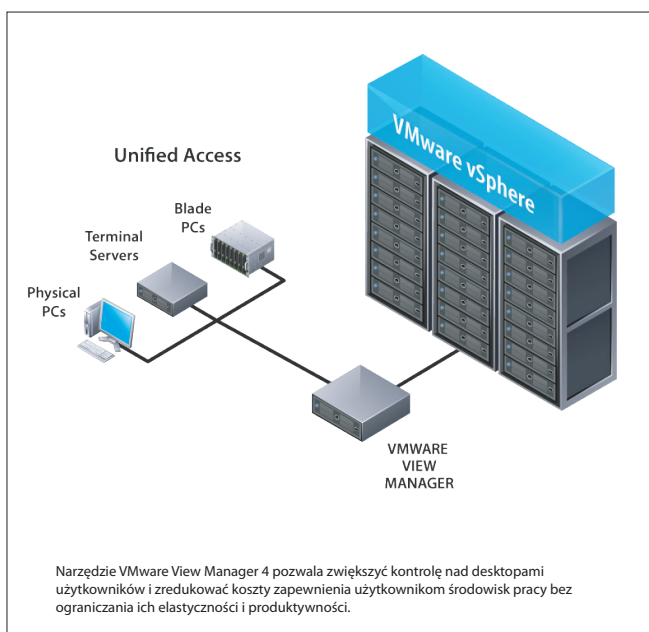 VMware vSphere
Unified Access
Blade
PCs
Terminal
Servers
Physical
PCs
VMWARE
VIEW
MANAGER
Narzędzie VMware View Manager 4 pozwala zwiększyć kontrolę nad desktopami
użytkowników i zredukować koszty zapewnienia użytkownikom środowisk pracy bez
ograniczania ich elastyczności i produktywności.